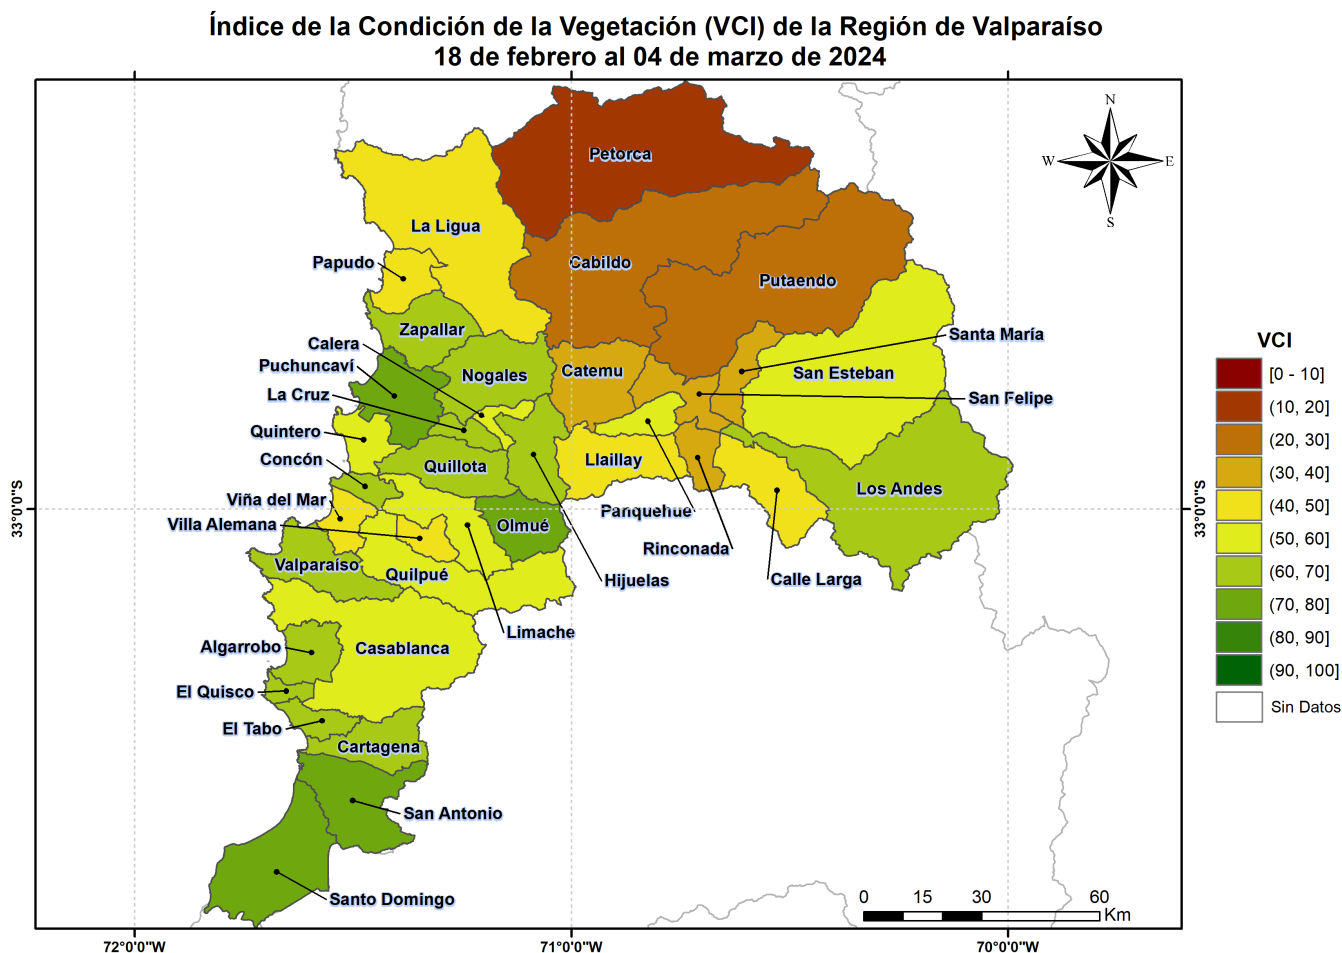 Índice de la Condición de la Vegetación (VCI) de la Región de Valparaíso
18 de febrero al 04 de marzo de 2024
N
W
E
S
Petorca
La Ligua
Papudo
Cabildo
Putaendo
Zapallar
Calera
Puchuncaví
La Cruz
Nogales
Catemu
San Esteban
Santa María
San Felipe
Quintero
Concón
Quillota
Llaillay
Los Andes
Viña del Mar
Villa Alemana
Olmué
Panquehue
Rinconada
Valparaíso
Quilpué
Hijuelas
Calle Larga
Limache
Algarrobo
Casablanca
El Quisco
El Tabo
Cartagena
San Antonio
Santo Domingo
VCI
[0 - 10]
(10, 20]
(20, 30]
(30, 40]
(40, 50]
(50, 60]
(60, 70]
(70, 80]
(80, 90]
(90, 100]
Sin Datos
33°0'0"S
33°0'0"S
0 15 30 60
Km
72°0'0"W 71°0'0"W 70°0'0"W